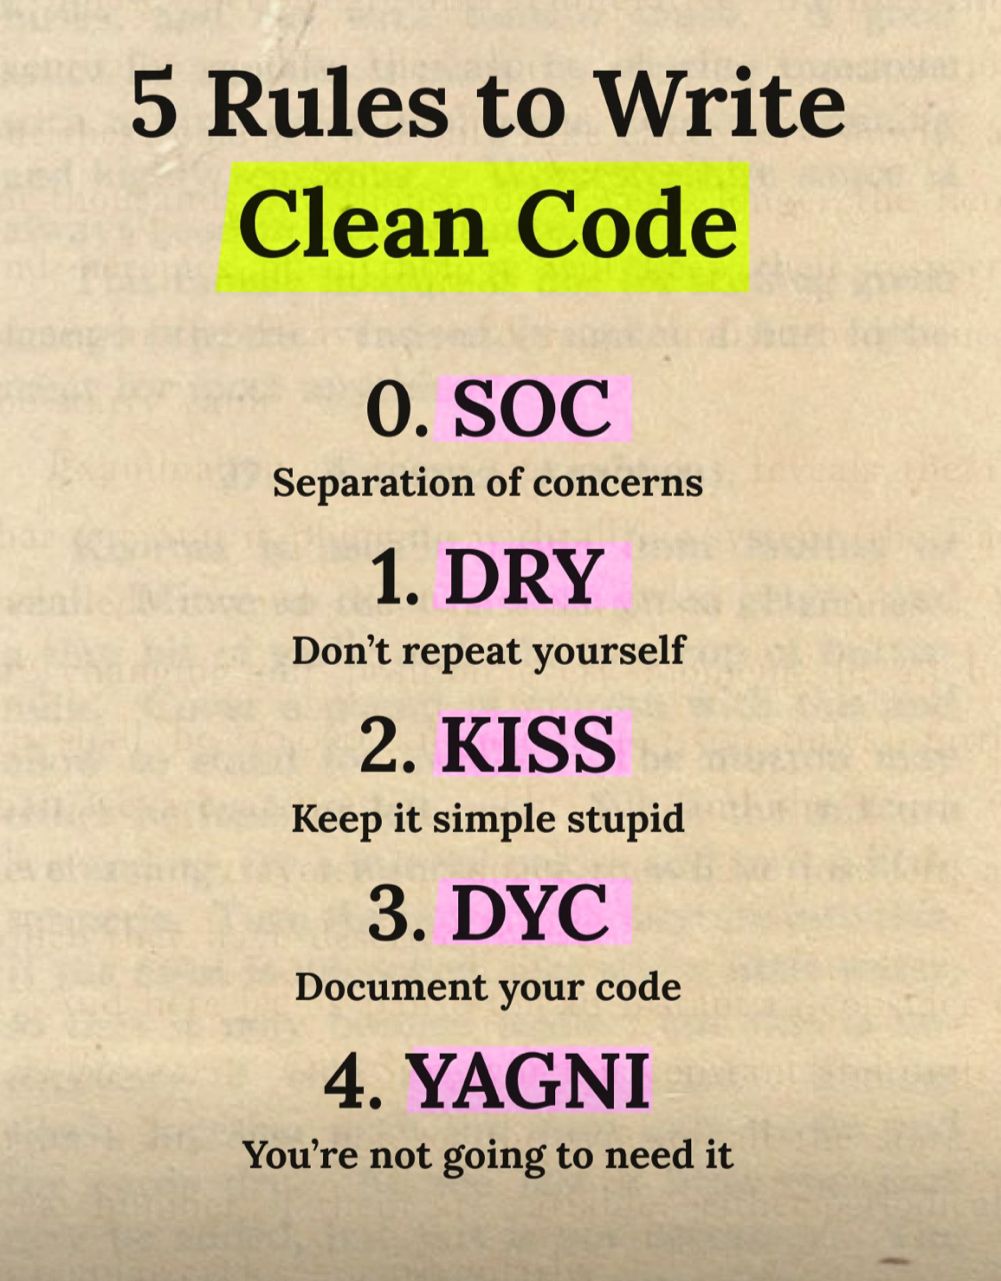 5 Rules to Write
Clean Code
0. SOC
Separation of concerns
1. DRY
Don't repeat yourself
2. KISS
Keep it simple stupid
3. DYC
Document your code
4. YAGNI
You're not going to need it